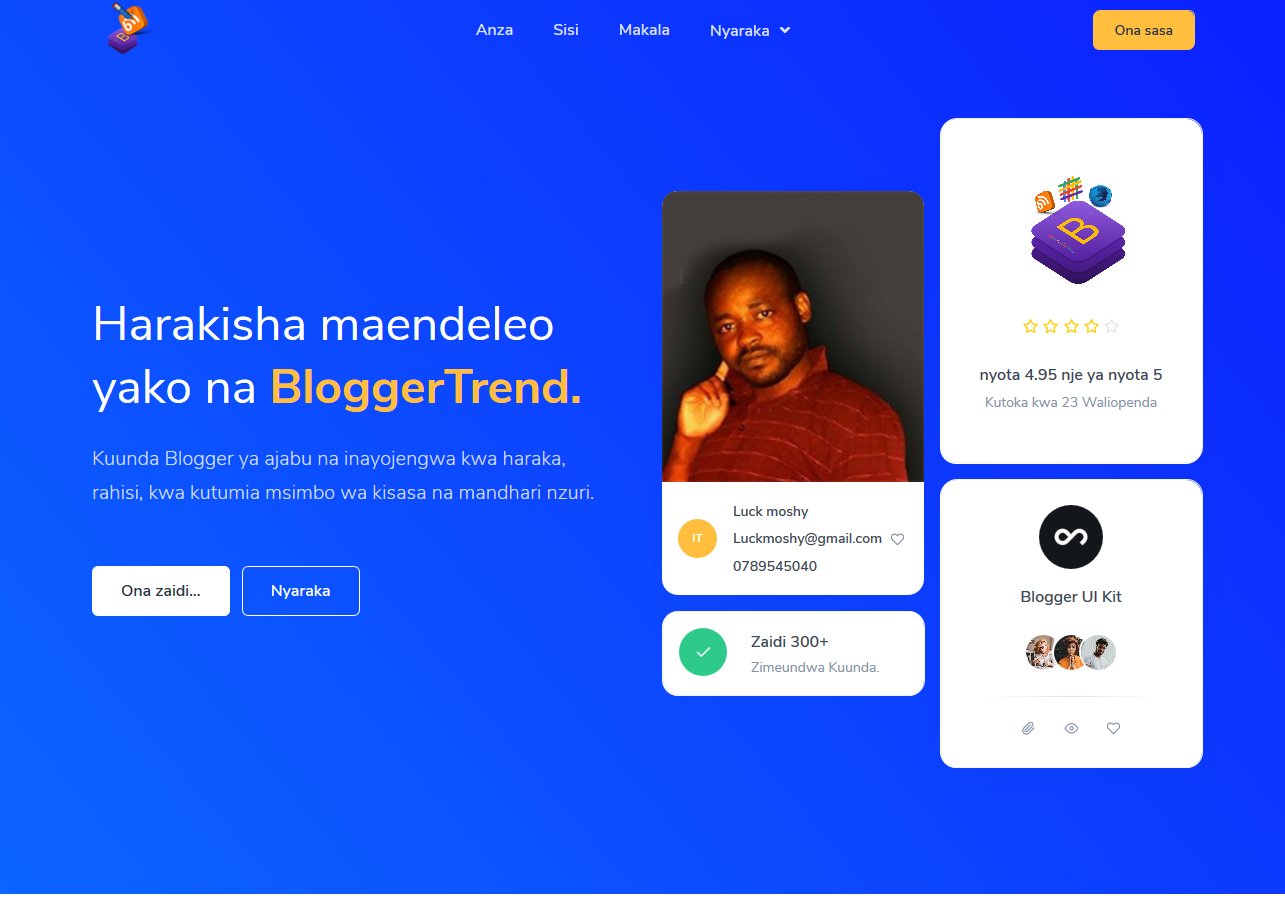 Anza
Sisi
Makala
Nyaraka
Ona sasa
Harakisha maendeleo
yako na BloggerTrend.
Kuunda Blogger ya ajabu na inayojengwa kwa haraka,
rahisi, kwa kutumia msimbo wa kisasa na mandhari nzuri.
Ona zaidi...
Nyaraka
IT
Luck moshy
Luckmoshy@gmail.com
0789545040
Zaidi 300+
Zimeundwa Kuunda.
B
nyota 4.95 nje ya nyota 5
Kutoka kwa 23 Waliopenda
Blogger UI Kit